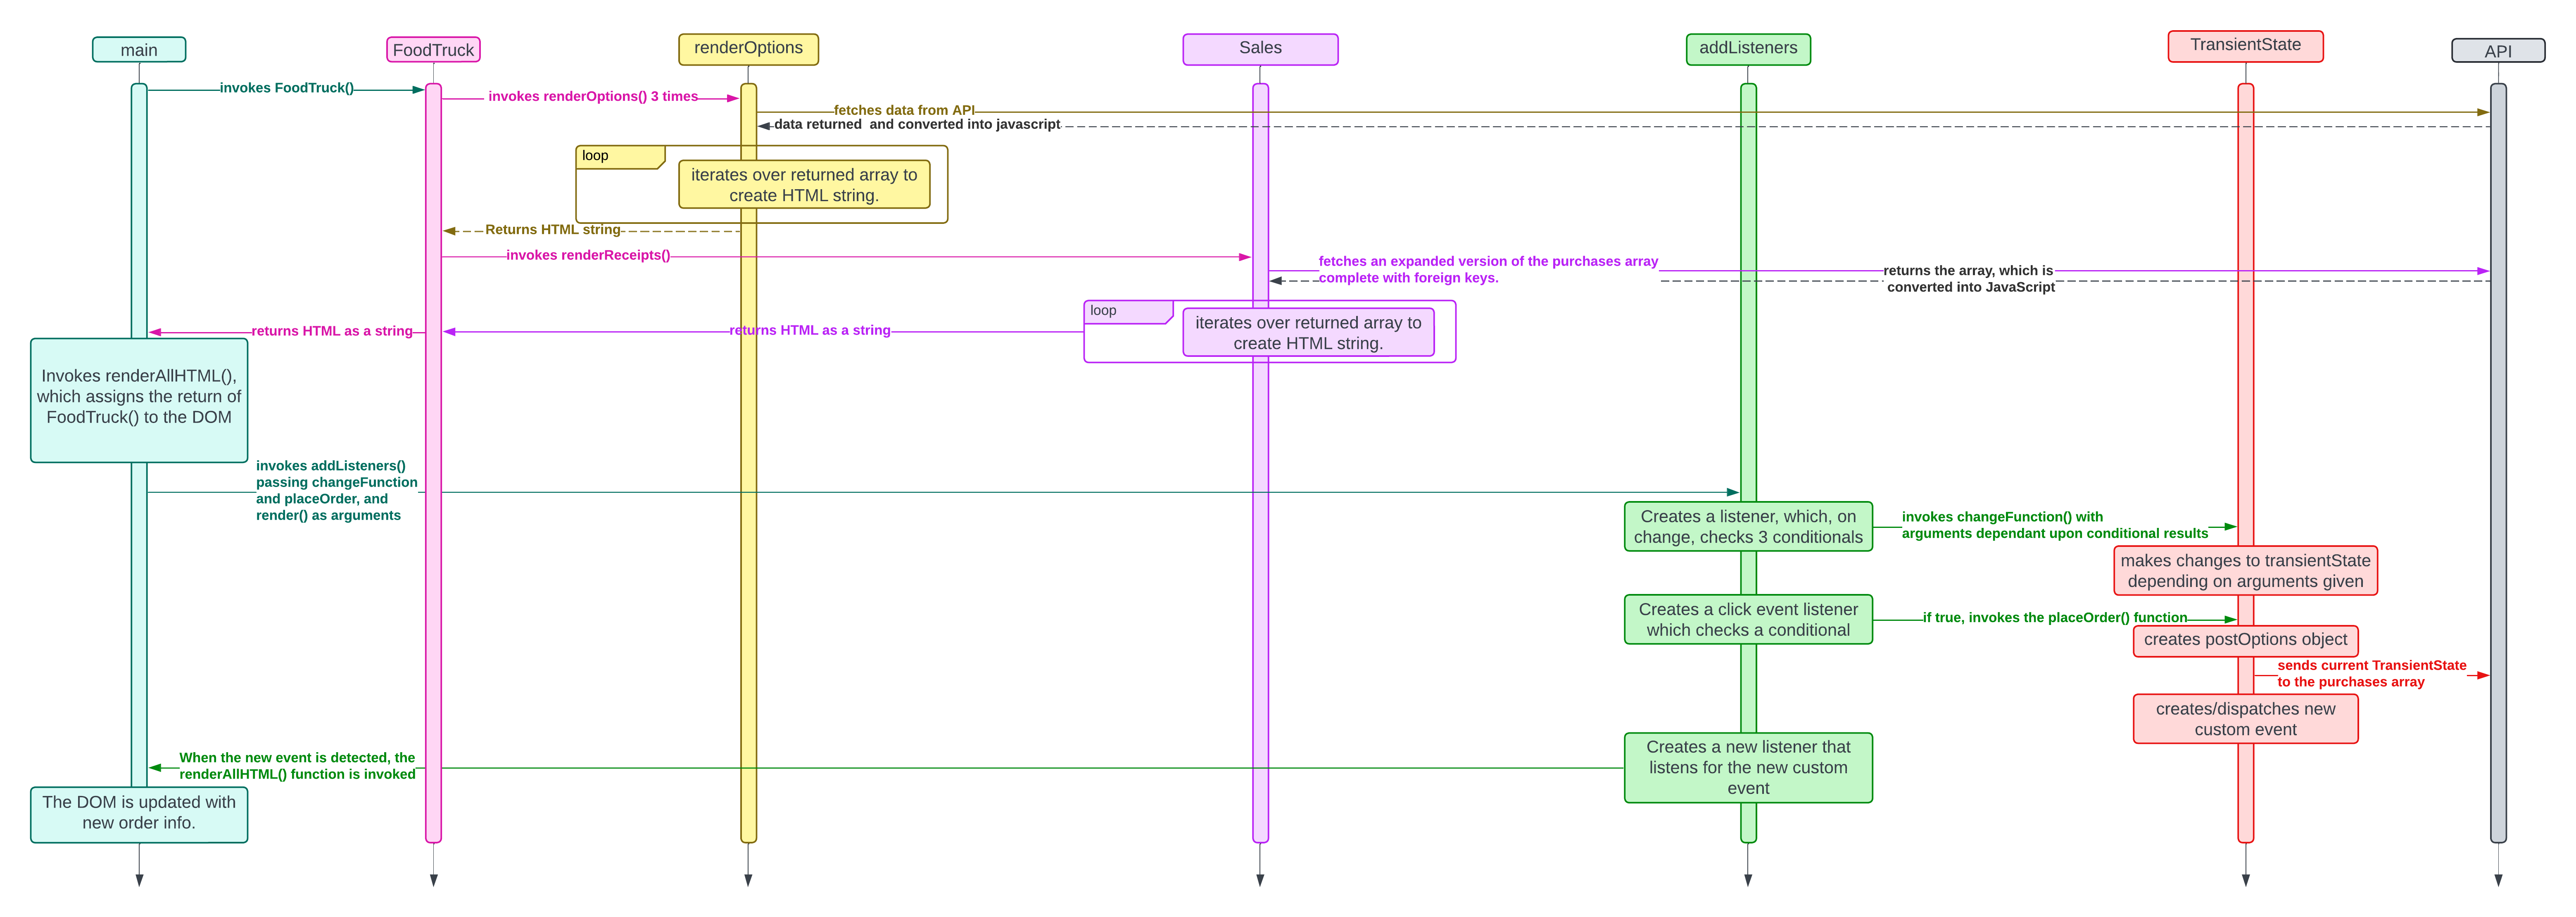 main
FoodTruck
renderOptions
Sales
addListeners
TransientState
API
invokes FoodTruck()
invokes renderOptions() 3 times
fetches data from API
data returned  and converted into javascript
loop
iterates over returned array to
create HTML string.
Returns HTML string
invokes renderReceipts()
fetches an expanded version of the purchases array
complete with foreign keys.
returns the array, which is
converted into JavaScript
loop
iterates over returned array to
create HTML string.
returns HTML as a string
returns HTML as a string
Invokes renderAllHTML(),
which assigns the return of
FoodTruck() to the DOM
invokes addListeners()
passing changeFunction
and placeOrder, and
render() as arguments
Creates a listener, which, on
change, checks 3 conditionals
invokes changeFunction() with
arguments dependant upon conditional results
makes changes to transientState
depending on arguments given
Creates a click event listener
which checks a conditional
if true, invokes the placeOrder() function
creates postOptions object
sends current TransientState
to the purchases array
creates/dispatches new
custom event
Creates a new listener that
listens for the new custom
event
When the new event is detected, the
renderAllHTML() function is invoked
The DOM is updated with
new order info.